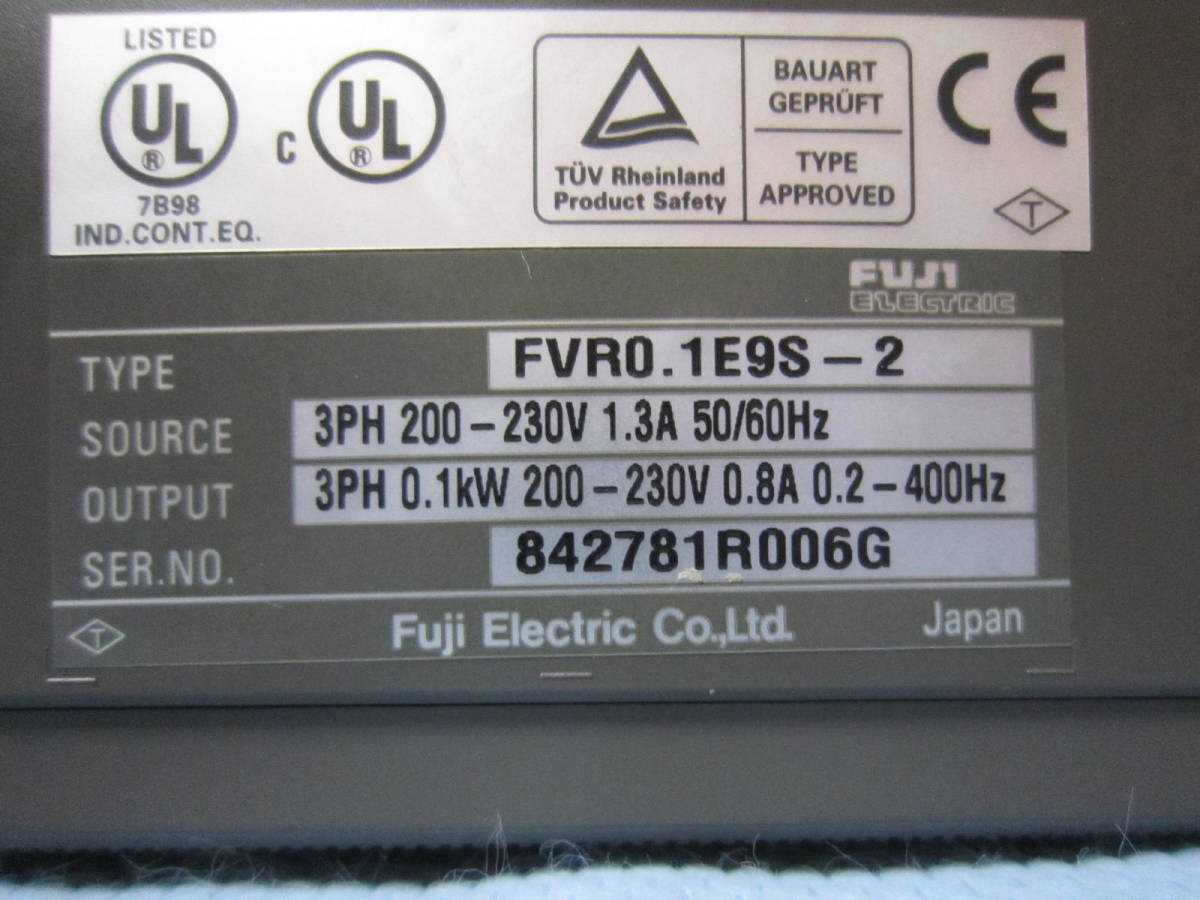 LISTED
UL
®
7B98
IND.CONT.EQ.
C UL
®
TÜV Rheinland
Product Safety
BAUART
GEPRÜFT
TYPE
APPROVED
CE
T
FUJI
ELECTRIC
TYPE FVR0.1E9S-2
SOURCE 3PH 200-230V 1.3A 50/60Hz
OUTPUT 3PH 0.1kW 200-230V 0.8A 0.2-400Hz
SER.NO. 842781R006G
T Fuji Electric Co.,Ltd. Japan